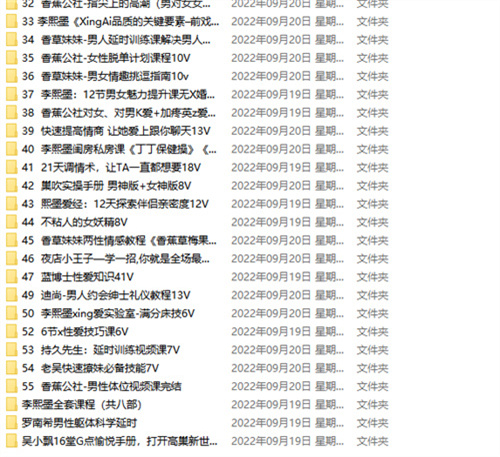 32 香蕉公社-指尖上的高潮（男对女女... 2022年09月20日 星期... 文件夹
33 李熙墨《XingAi品质的关键要素–前戏... 2022年09月19日 星期... 文件夹
34 香草妹妹-男人延时训练课解决男人... 2022年09月20日 星期... 文件夹
35 香蕉公社-女性脱单计划课程10V 2022年09月20日 星期... 文件夹
36 香草妹妹-男女情趣挑逗指南10v 2022年09月20日 星期... 文件夹
37 李熙墨：12节男女魅力提升课无X婚... 2022年09月19日 星期... 文件夹
38 香蕉公社对女、对男K爱+加疼英z爱... 2022年09月19日 星期... 文件夹
39 快速提高情商 让她爱上跟你聊天13V 2022年09月20日 星期... 文件夹
40 李熙墨闺房私房课《丁丁保健操》《... 2022年09月20日 星期... 文件夹
41 21天调情术，让TA一直都想要18V 2022年09月19日 星期... 文件夹
42 巢吹实操手册 男神版+女神版8V 2022年09月20日 星期... 文件夹
43 熙墨爱经：12天探索伴侣亲密度12V 2022年09月19日 星期... 文件夹
44 不粘人的女妖精8V 2022年09月19日 星期... 文件夹
45 香草妹妹两性情感教程《香蕉草梅果... 2022年09月20日 星期... 文件夹
46 夜店小王子—学一招,你就是全场最... 2022年09月20日 星期... 文件夹
47 蓝博士性爱知识41V 2022年09月19日 星期... 文件夹
49 迪尚-男人约会绅士礼仪教程13V 2022年09月20日 星期... 文件夹
50 李熙墨xing爱实验室-满分床技6V 2022年09月20日 星期... 文件夹
52 6节x性爱技巧课6V 2022年09月19日 星期... 文件夹
53 持久先生：延时训练视频课7V 2022年09月19日 星期... 文件夹
54 老吴快速撩妹必备技能7V 2022年09月20日 星期... 文件夹
55 香蕉公社-男性体位视频课完结 2022年09月20日 星期... 文件夹
李熙墨全套课程（共八部） 2022年09月19日 星期... 文件夹
罗南希男性躯体科学延时 2022年09月19日 星期... 文件夹
吴小飘16堂G点愉悦手册，打开高巢新世... 2022年09月19日 星期... 文件夹